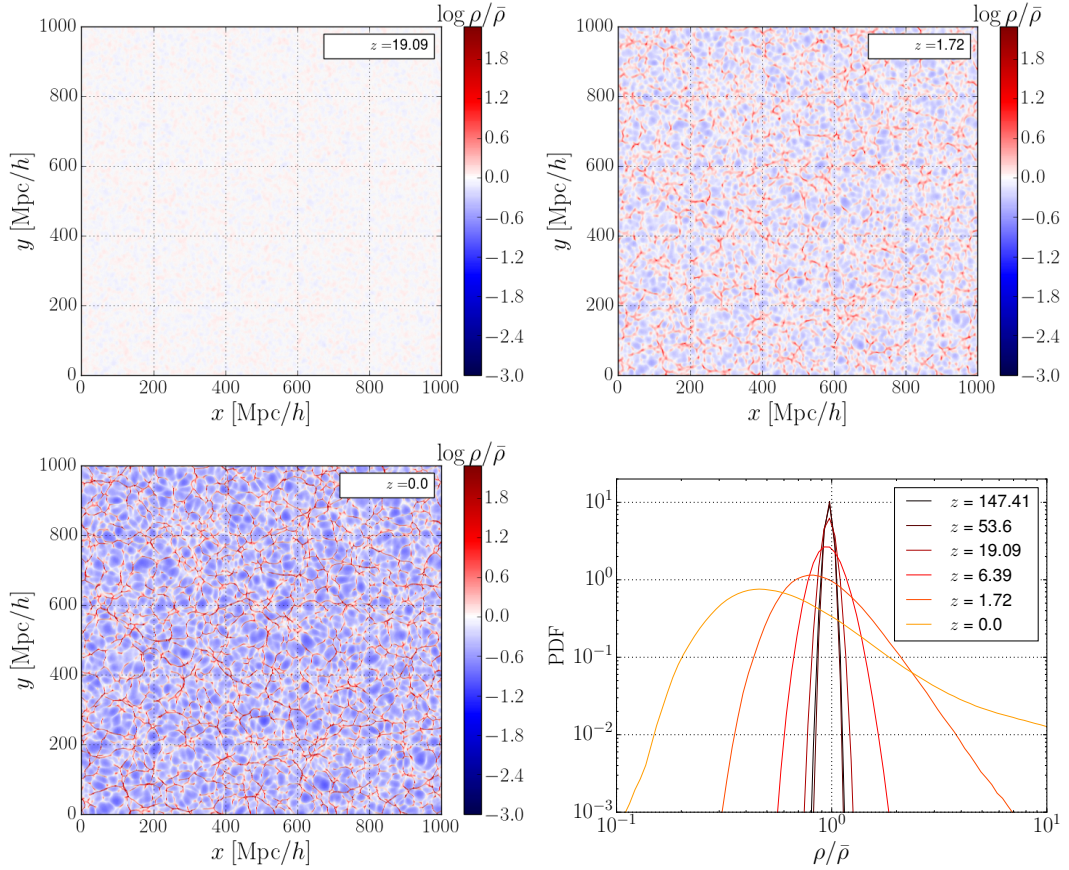 log ρ/ρ̄
z =19.09
1000
800
600
400
200
0
y [Mpc/h]
0 200 400 600 800 1000
x [Mpc/h]
1.8
1.2
0.6
0.0
−0.6
−1.2
−1.8
−2.4
−3.0
log ρ/ρ̄
z =1.72
1000
800
600
400
200
0
y [Mpc/h]
0 200 400 600 800 1000
x [Mpc/h]
1.8
1.2
0.6
0.0
−0.6
−1.2
−1.8
−2.4
−3.0
log ρ/ρ̄
z =0.0
1000
800
600
400
200
0
y [Mpc/h]
0 200 400 600 800 1000
x [Mpc/h]
1.8
1.2
0.6
0.0
−0.6
−1.2
−1.8
−2.4
−3.0
10¹
10⁰
10⁻¹
10⁻²
10⁻³
PDF
z = 147.41
z = 53.6
z = 19.09
z = 6.39
z = 1.72
z = 0.0
10⁻¹ 10⁰ 10¹
ρ/ρ̄